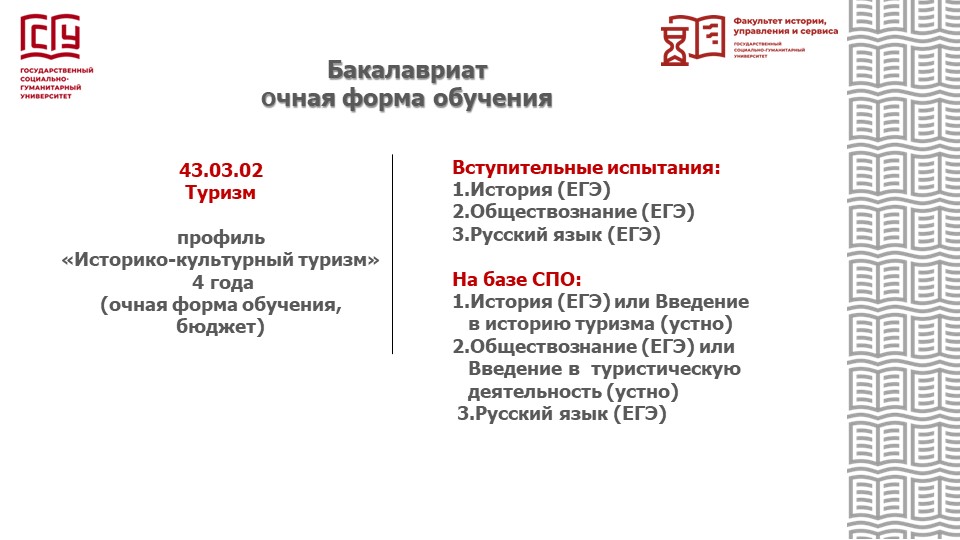 ГСГУ
ГОСУДАРСТВЕННЫЙ
СОЦИАЛЬНО-
ГУМАНИТАРНЫЙ
УНИВЕРСИТЕТ
Факультет истории,
управления и сервиса
ГОСУДАРСТВЕННЫЙ
СОЦИАЛЬНО-ГУМАНИТАРНЫЙ
УНИВЕРСИТЕТ
Бакалавриат
очная форма обучения
43.03.02
Туризм
профиль
«Историко-культурный туризм»
4 года
(очная форма обучения,
бюджет)
Вступительные испытания:
1.История (ЕГЭ)
2.Обществознание (ЕГЭ)
3.Русский язык (ЕГЭ)
На базе СПО:
1.История (ЕГЭ) или Введение
в историю туризма (устно)
2.Обществознание (ЕГЭ) или
Введение в туристическую
деятельность (устно)
3.Русский язык (ЕГЭ)